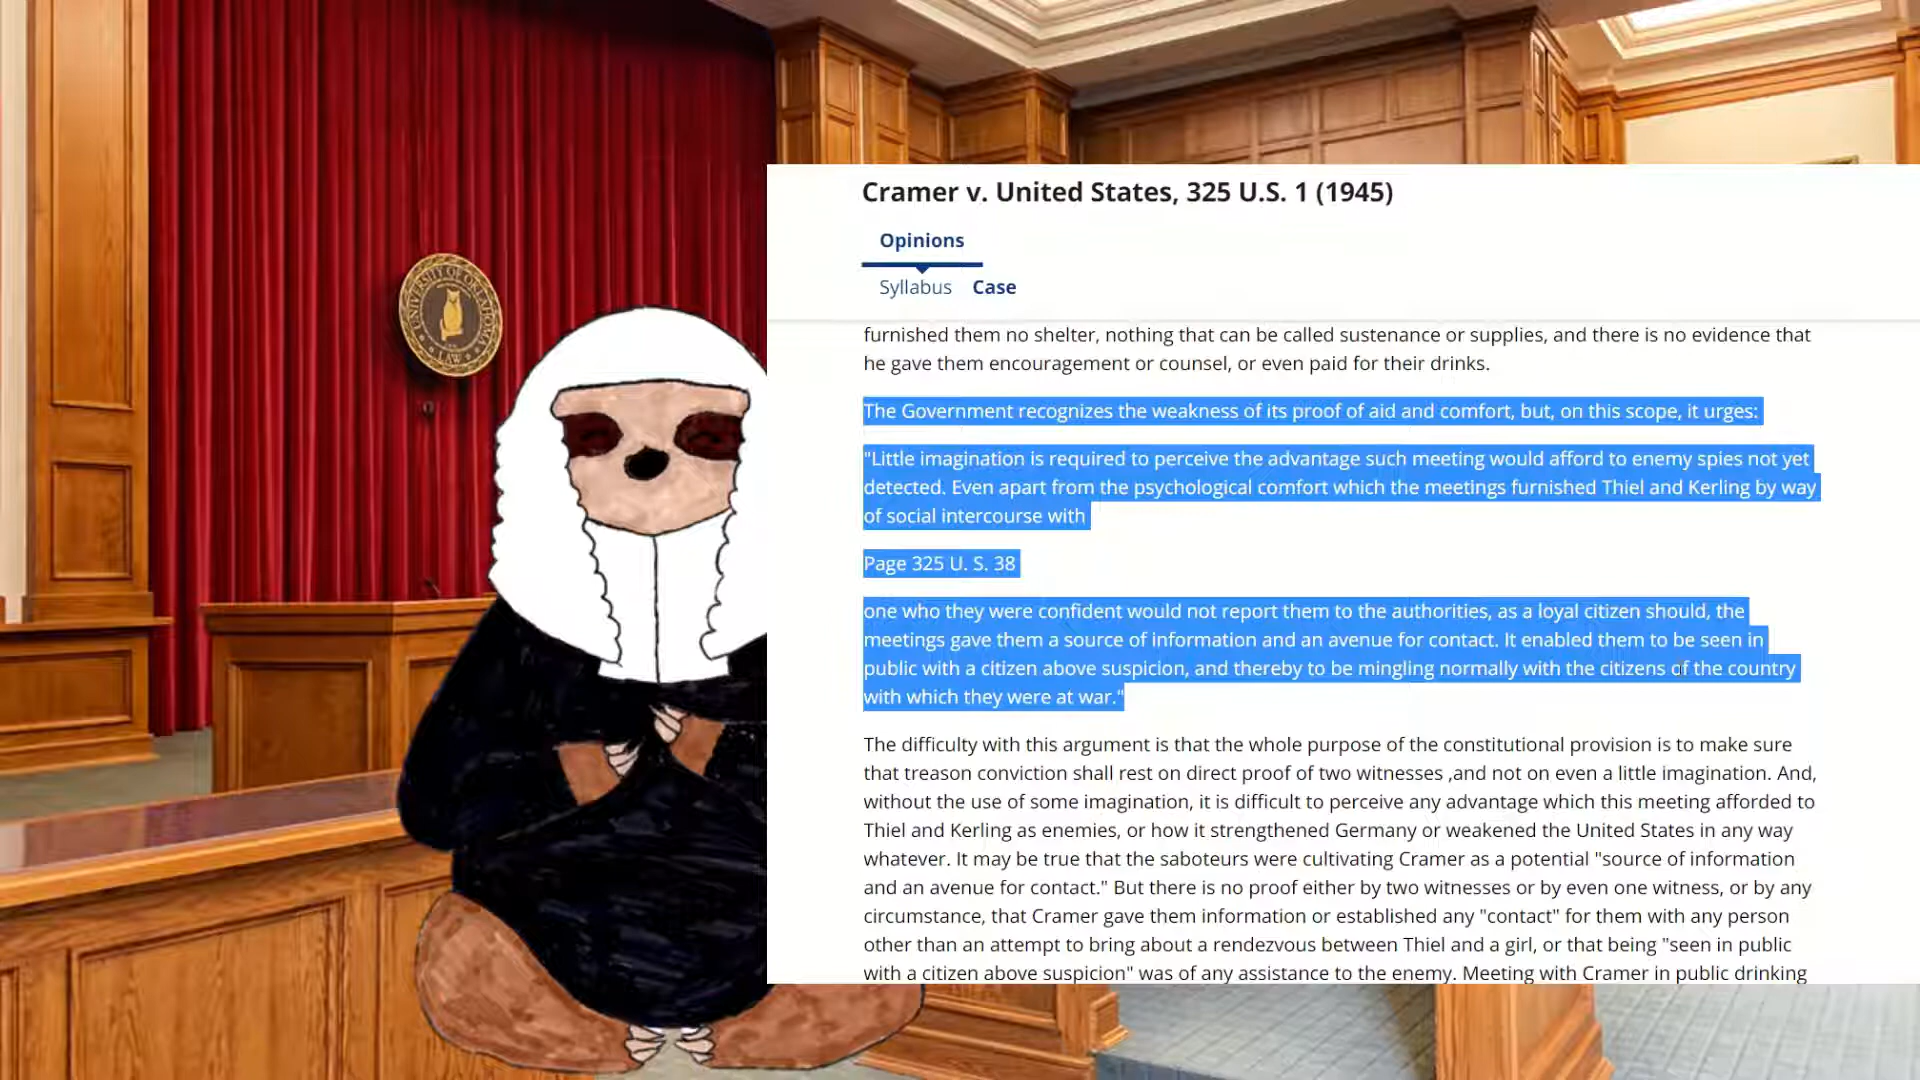 UNIVERSITY OF OKLAHOMA
LAW
Cramer v. United States, 325 U.S. 1 (1945)
Opinions
Syllabus Case
furnished them no shelter, nothing that can be called sustenance or supplies, and there is no evidence that
he gave them encouragement or counsel, or even paid for their drinks.
The Government recognizes the weakness of its proof of aid and comfort, but, on this scope, it urges:
"Little imagination is required to perceive the advantage such meeting would afford to enemy spies not yet
detected. Even apart from the psychological comfort which the meetings furnished Thiel and Kerling by way
of social intercourse with
Page 325 U. S. 38
one who they were confident would not report them to the authorities, as a loyal citizen should, the
meetings gave them a source of information and an avenue for contact. It enabled them to be seen in
public with a citizen above suspicion, and thereby to be mingling normally with the citizens of the country
with which they were at war."
The difficulty with this argument is that the whole purpose of the constitutional provision is to make sure
that treason conviction shall rest on direct proof of two witnesses ,and not on even a little imagination. And,
without the use of some imagination, it is difficult to perceive any advantage which this meeting afforded to
Thiel and Kerling as enemies, or how it strengthened Germany or weakened the United States in any way
whatever. It may be true that the saboteurs were cultivating Cramer as a potential "source of information
and an avenue for contact." But there is no proof either by two witnesses or by even one witness, or by any
circumstance, that Cramer gave them information or established any "contact" for them with any person
other than an attempt to bring about a rendezvous between Thiel and a girl, or that being "seen in public
with a citizen above suspicion" was of any assistance to the enemy. Meeting with Cramer in public drinking